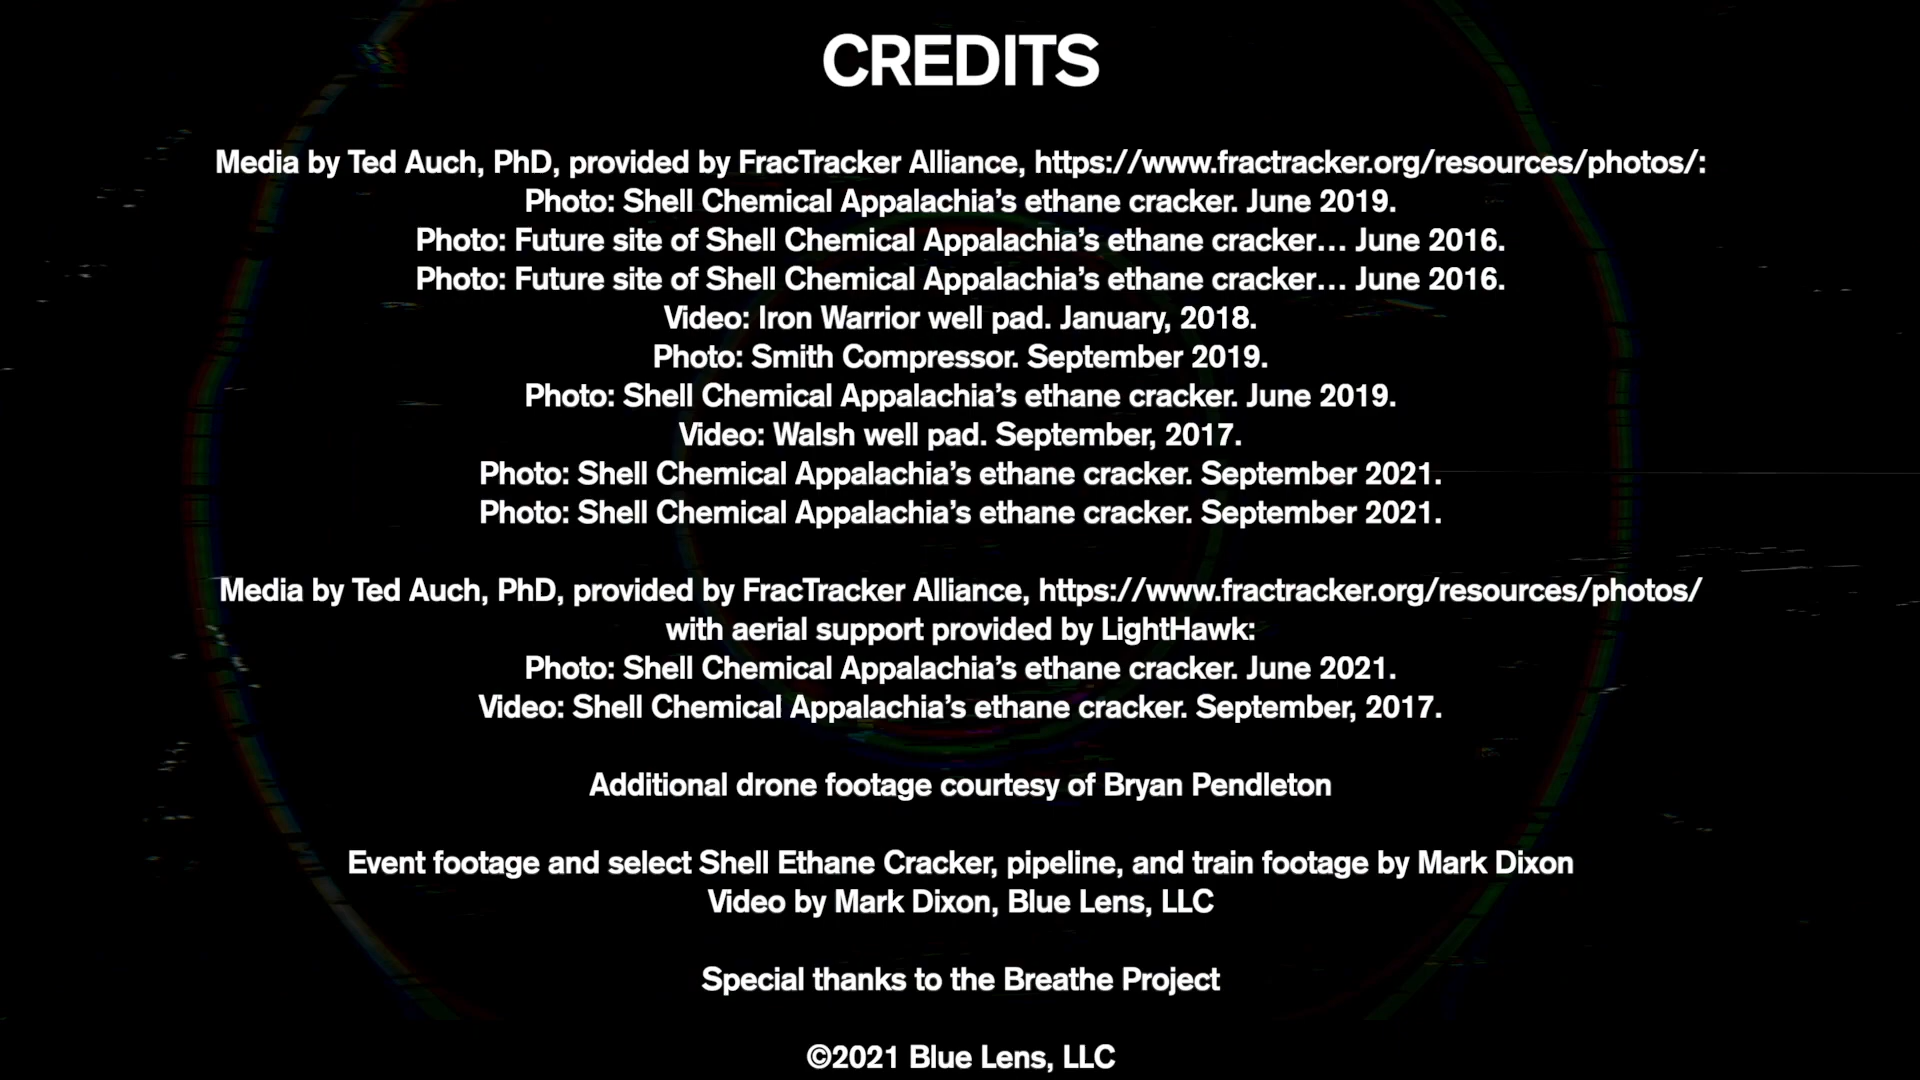 CREDITS
Media by Ted Auch, PhD, provided by FracTracker Alliance, https://www.fractracker.org/resources/photos/:
Photo: Shell Chemical Appalachia’s ethane cracker. June 2019.
Photo: Future site of Shell Chemical Appalachia’s ethane cracker… June 2016.
Photo: Future site of Shell Chemical Appalachia’s ethane cracker… June 2016.
Video: Iron Warrior well pad. January, 2018.
Photo: Smith Compressor. September 2019.
Photo: Shell Chemical Appalachia’s ethane cracker. June 2019.
Video: Walsh well pad. September, 2017.
Photo: Shell Chemical Appalachia’s ethane cracker. September 2021.
Photo: Shell Chemical Appalachia’s ethane cracker. September 2021.
Media by Ted Auch, PhD, provided by FracTracker Alliance, https://www.fractracker.org/resources/photos/
with aerial support provided by LightHawk:
Photo: Shell Chemical Appalachia’s ethane cracker. June 2021.
Video: Shell Chemical Appalachia’s ethane cracker. September, 2017.
Additional drone footage courtesy of Bryan Pendleton
Event footage and select Shell Ethane Cracker, pipeline, and train footage by Mark Dixon
Video by Mark Dixon, Blue Lens, LLC
Special thanks to the Breathe Project
©2021 Blue Lens, LLC